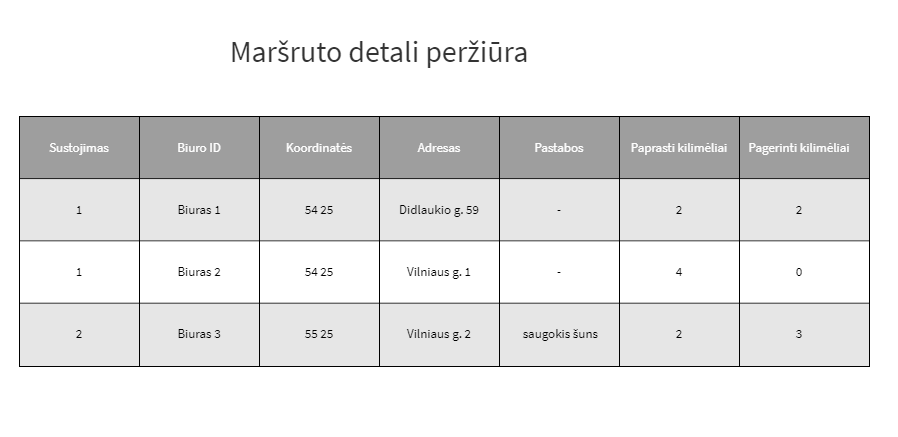 Maršruto detali peržiūra
Sustojimas Biuro ID Koordinatės Adresas Pastabos Paprasti kilimėliai Pagerinti kilimėliai
1 Biuras 1 54 25 Didlaukio g. 59 - 2 2
1 Biuras 2 54 25 Vilniaus g. 1 - 4 0
2 Biuras 3 55 25 Vilniaus g. 2 saugokis šuns 2 3